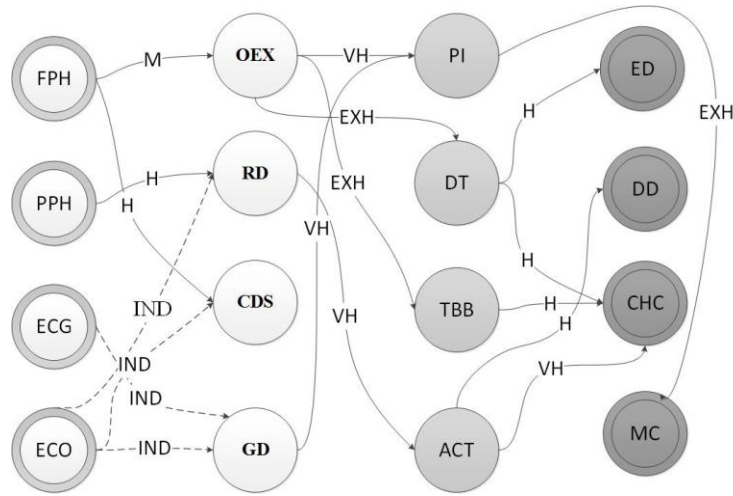 FPH
M
OEX
VH
PI
ED
EXH
EXH
H
PPH
H
RD
EXH
DT
DD
H
VH
H
ECG
IND
CDS
VH
TBB
H
H
CHC
IND
IND
VH
ECO
IND
GD
ACT
MC